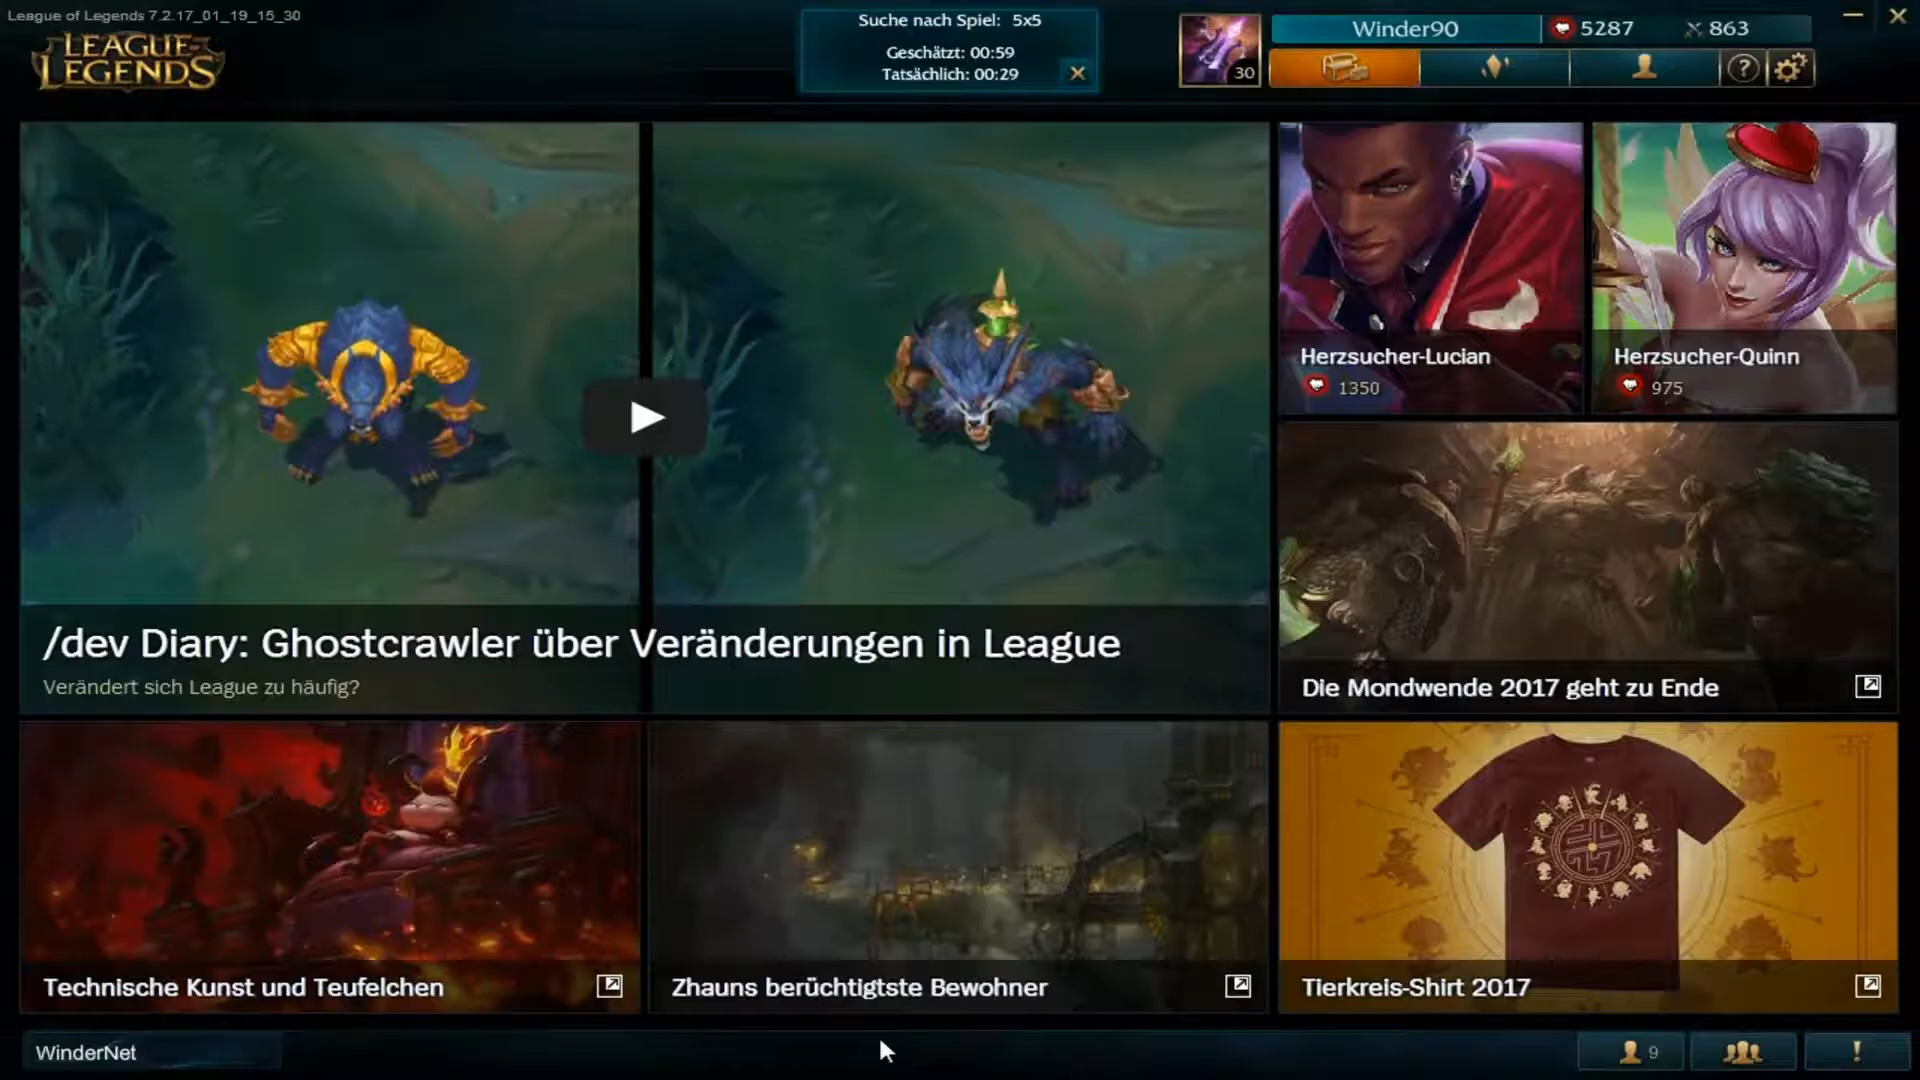 League of Legends 7.2.17_01_19_15_30
LEAGUE OF
LEGENDS
Suche nach Spiel: 5x5
Geschätzt: 00:59
Tatsächlich: 00:29
30
Winder90
5287
863
?
Herzsucher-Lucian
1350
Herzsucher-Quinn
975
/dev Diary: Ghostcrawler über Veränderungen in League
Verändert sich League zu häufig?
Die Mondwende 2017 geht zu Ende
Technische Kunst und Teufelchen
Zhauns berüchtigtste Bewohner
Tierkreis-Shirt 2017
WinderNet
9
!